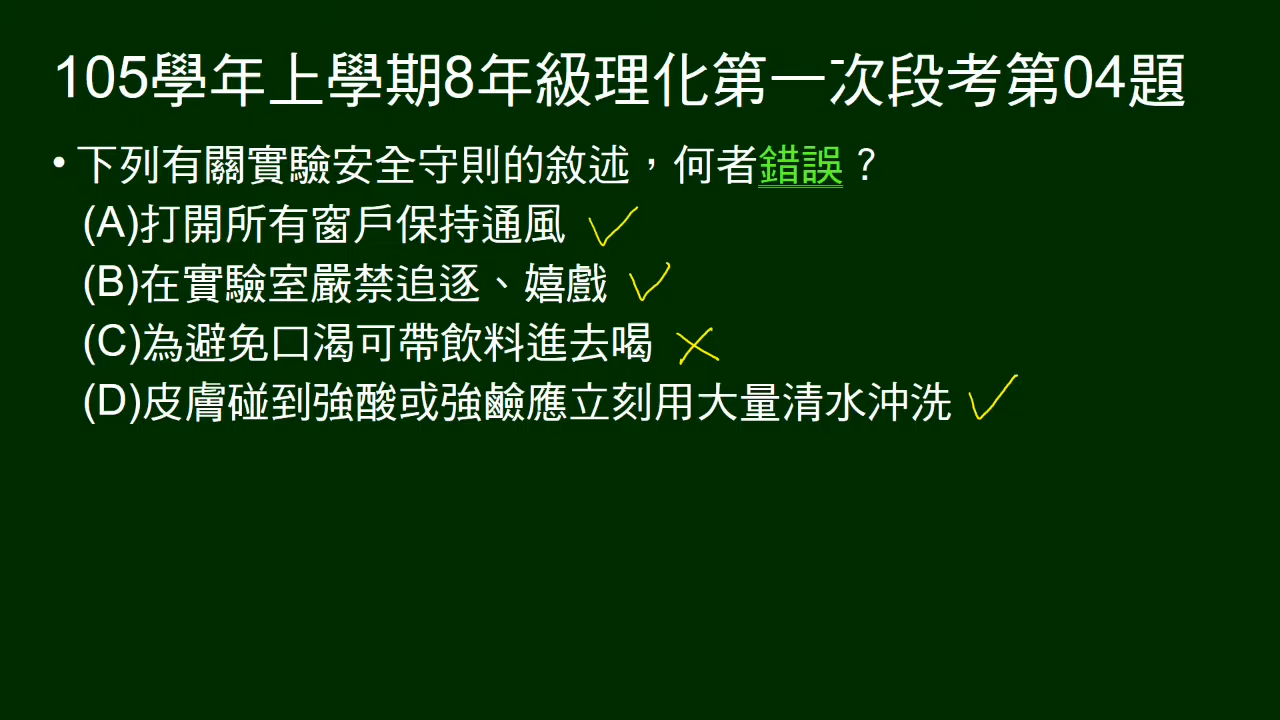 105學年上學期8年級理化第一次段考第04題
•下列有關實驗安全守則的敘述，何者錯誤？
(A)打開所有窗戶保持通風
(B)在實驗室嚴禁追逐、嬉戲
(C)為避免口渴可帶飲料進去喝
(D)皮膚碰到強酸或強鹼應立刻用大量清水沖洗